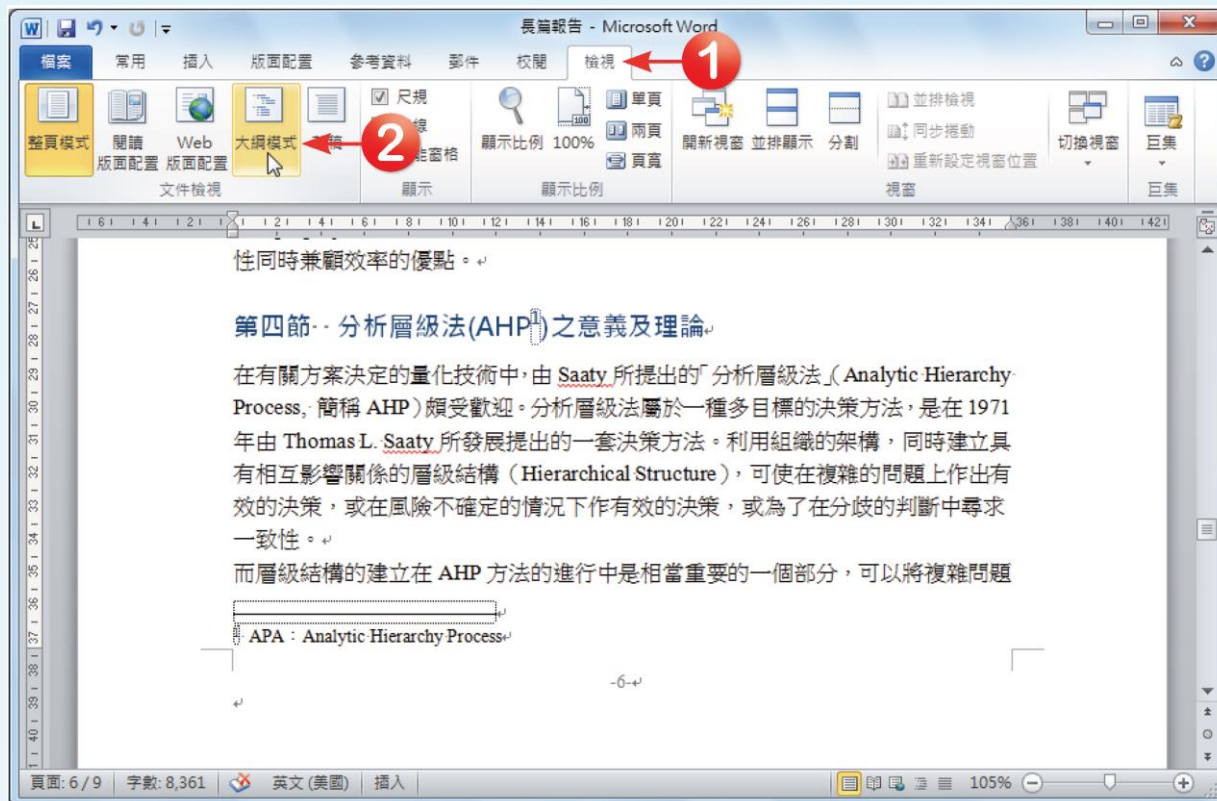 長篇報告 - Microsoft Word
檔案 常用 插入 版面配置 參考資料 郵件 校閱 檢視
1
整頁模式 閱讀版面配置 Web 版面配置 大綱模式
2
文件檢視
尺規
顯示
顯示比例 100% 單頁 兩頁 頁寬
顯示比例
開新視窗 並排顯示 分割 並排檢視 同步捲動 重新設定視窗位置 切換視窗
視窗
巨集
巨集
性同時兼顧效率的優點。
第四節 分析層級法(AHP1)之意義及理論
在有關方案決定的量化技術中,由 Saaty 所提出的「分析層級法」(Analytic Hierarchy
Process, 簡稱 AHP)頗受歡迎。分析層級法屬於一種多目標的決策方法,是在 1971
年由 Thomas L. Saaty 所發展提出的一套決策方法。利用組織的架構,同時建立具
有相互影響關係的層級結構(Hierarchical Structure),可使在複雜的問題上作出有
效的決策,或在風險不確定的情況下作有效的決策,或為了在分歧的判斷中尋求
一致性。
而層級結構的建立在 AHP 方法的進行中是相當重要的一個部分,可以將複雜問題
1 APA:Analytic Hierarchy Process
-6-
頁面: 6 / 9 字數: 8,361 英文 (美國) 插入 105%